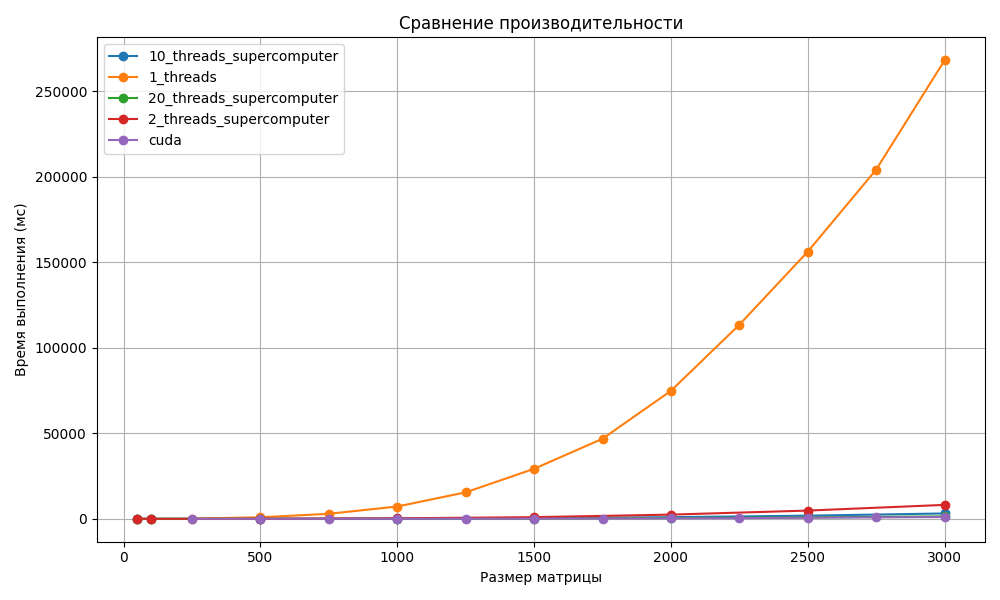 Сравнение производительности
10_threads_supercomputer
1_threads
20_threads_supercomputer
2_threads_supercomputer
cuda
Время выполнения (мс)
250000
200000
150000
100000
50000
0
0 500 1000 1500 2000 2500 3000
Размер матрицы